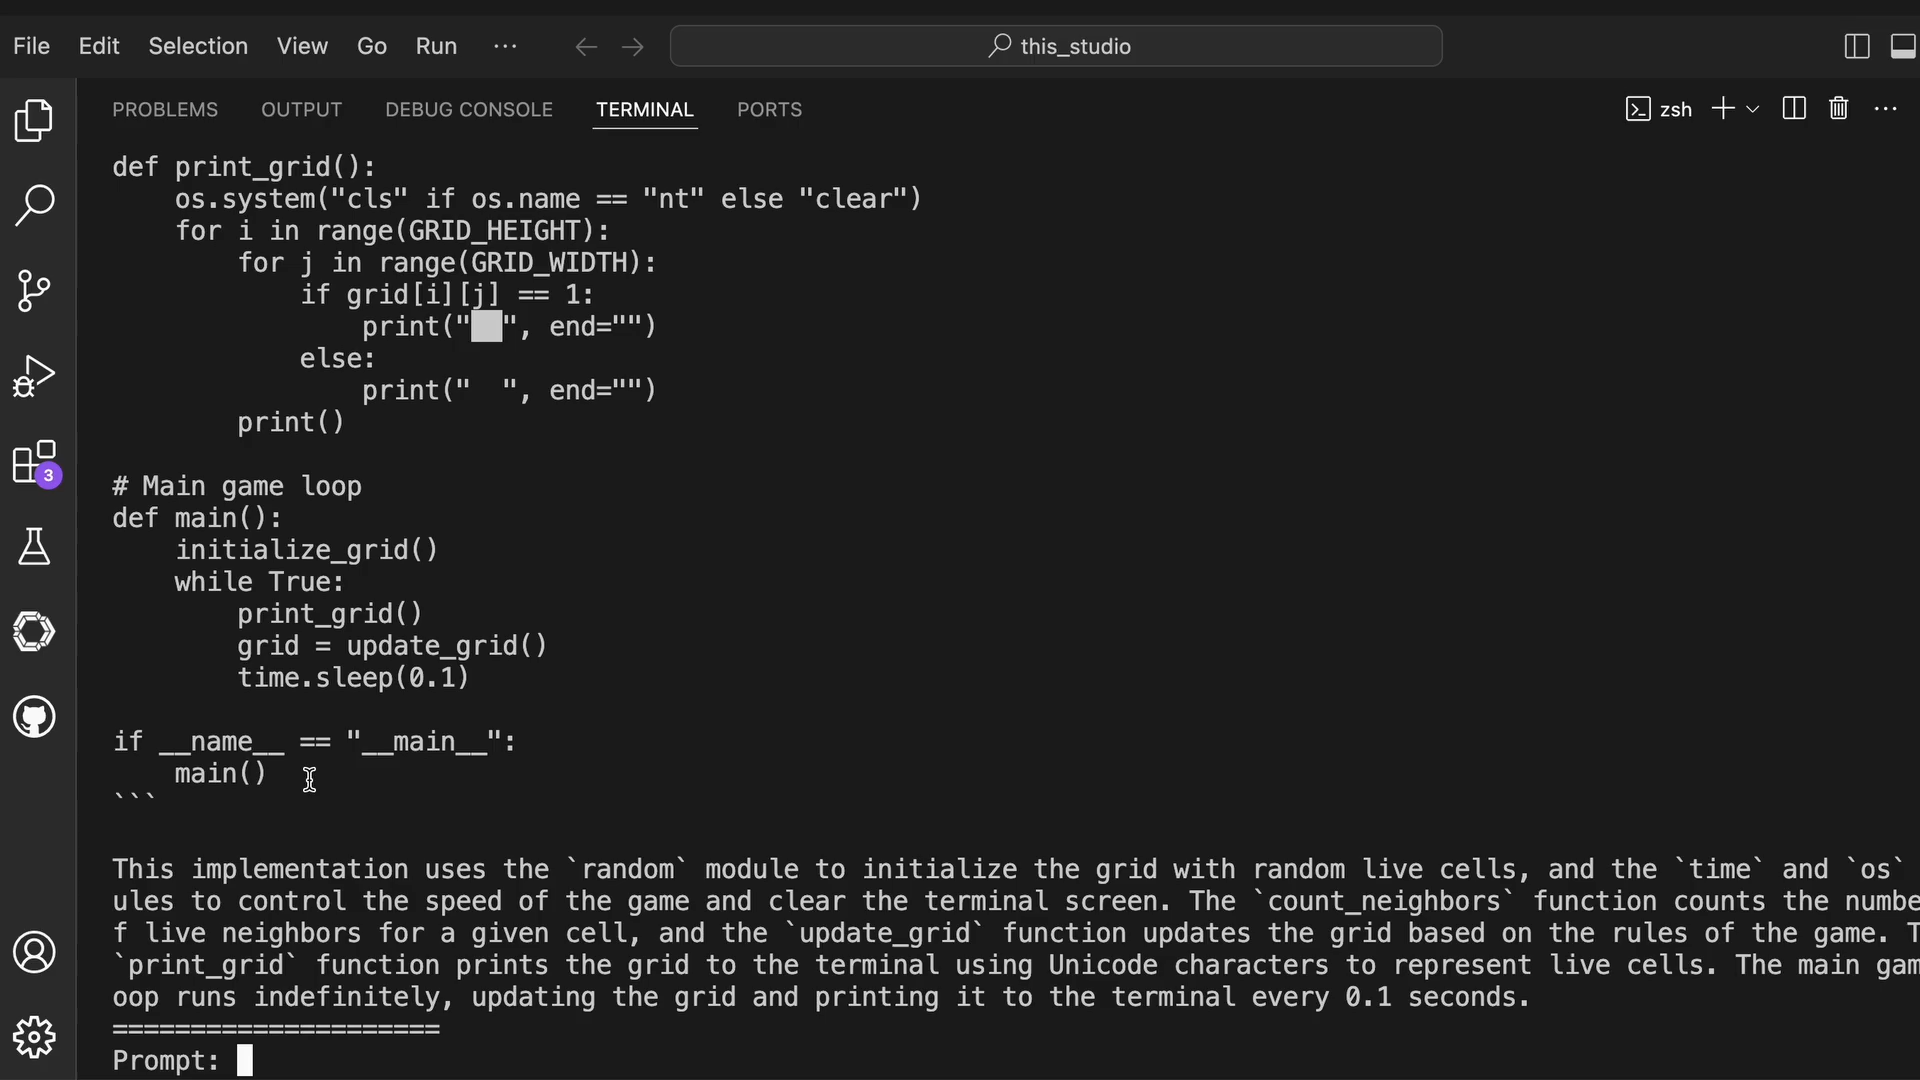 File Edit Selection View Go Run ··· ← → this_studio
PROBLEMS OUTPUT DEBUG CONSOLE TERMINAL PORTS zsh
def print_grid():
    os.system("cls" if os.name == "nt" else "clear")
    for i in range(GRID_HEIGHT):
        for j in range(GRID_WIDTH):
            if grid[i][j] == 1:
                print("██", end="")
            else:
                print("  ", end="")
        print()
# Main game loop
def main():
    initialize_grid()
    while True:
        print_grid()
        grid = update_grid()
        time.sleep(0.1)
if __name__ == "__main__":
    main()
```
3
This implementation uses the `random` module to initialize the grid with random live cells, and the `time` and `os`
ules to control the speed of the game and clear the terminal screen. The `count_neighbors` function counts the numbe
f live neighbors for a given cell, and the `update_grid` function updates the grid based on the rules of the game. T
`print_grid` function prints the grid to the terminal using Unicode characters to represent live cells. The main gam
oop runs indefinitely, updating the grid and printing it to the terminal every 0.1 seconds.
=====================
Prompt: